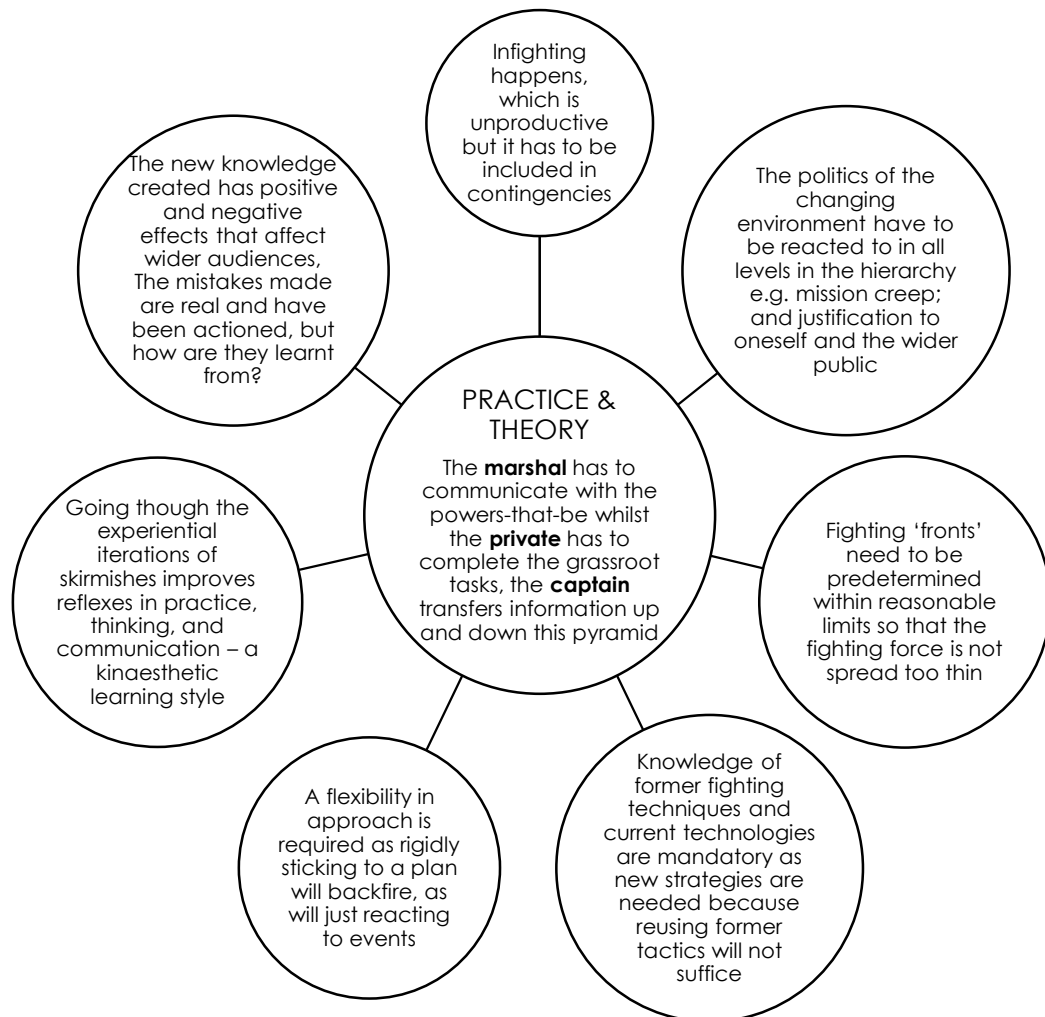 Infighting
happens,
which is
unproductive
but it has to be
included in
contingencies
The politics of the
changing
environment have to
be reacted to in all
levels in the hierarchy
e.g. mission creep;
and justification to
oneself and the wider
public
Fighting ‘fronts’
need to be
predetermined
within reasonable
limits so that the
fighting force is not
spread too thin
Knowledge of
former fighting
techniques and
current technologies
are mandatory as
new strategies are
needed because
reusing former
tactics will not
suffice
A flexibility in
approach is
required as rigidly
sticking to a plan
will backfire, as
will just reacting
to events
Going though the
experiential
iterations of
skirmishes improves
reflexes in practice,
thinking, and
communication – a
kinaesthetic
learning style
The new knowledge
created has positive
and negative
effects that affect
wider audiences,
The mistakes made
are real and have
been actioned, but
how are they learnt
from?
PRACTICE &
THEORY
The marshal has to
communicate with the
powers-that-be whilst
the private has to
complete the grassroot
tasks, the captain
transfers information up
and down this pyramid